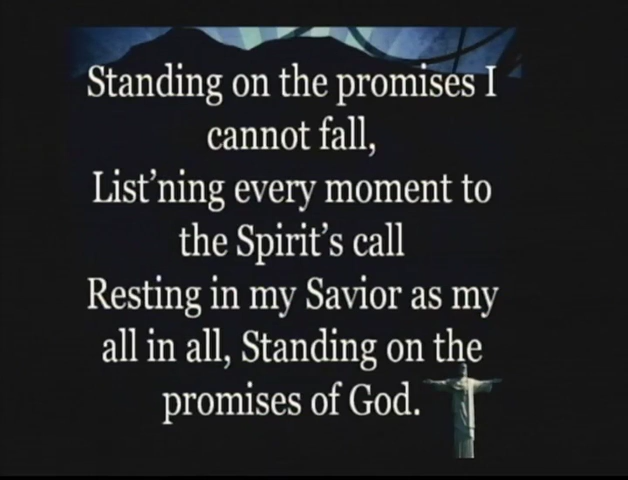 Standing on the promises I
cannot fall,
List’ning every moment to
the Spirit’s call
Resting in my Savior as my
all in all, Standing on the
promises of God.